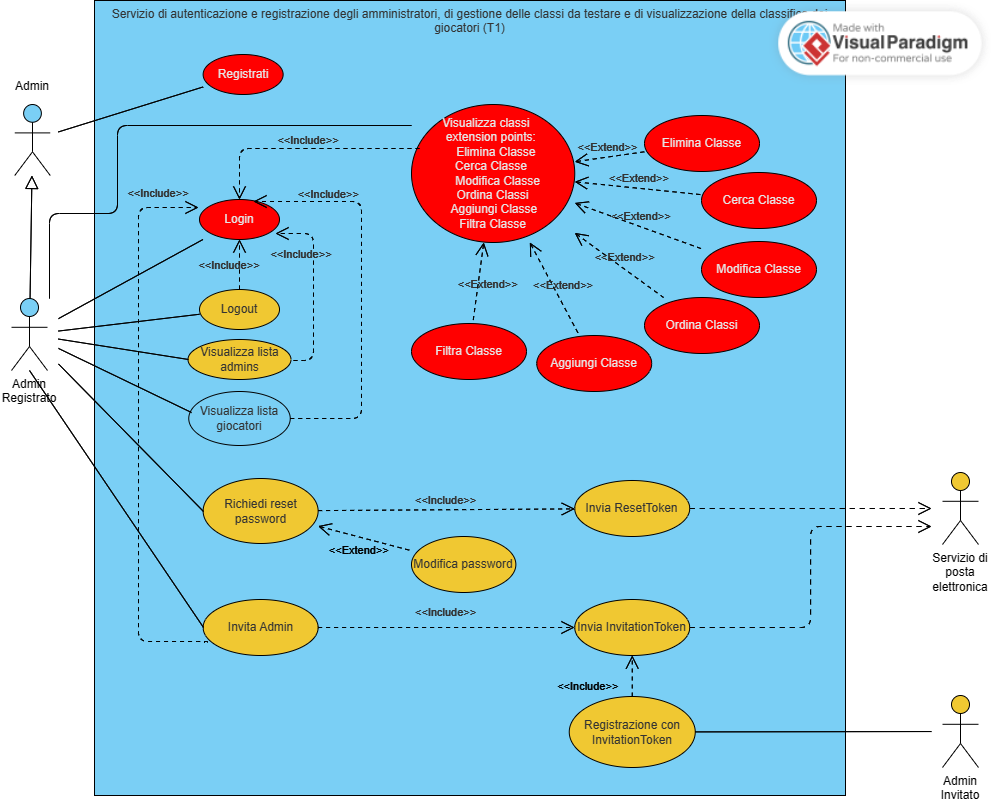 Servizio di autenticazione e registrazione degli amministratori, di gestione delle classi da testare e di visualizzazione della
giocatori (T1)
Made with
VisualParadigm
For non-commercial use
Admin
Registrati
<<Include>>
Visualizza classi
extension points:
Elimina Classe
Cerca Classe
Modifica Classe
Ordina Classi
Aggiungi Classe
Filtra Classe
<<Extend>>
Elimina Classe
<<Extend>>
Cerca Classe
<<Extend>>
Modifica Classe
<<Extend>>
Ordina Classi
<<Extend>>
Filtra Classe
<<Extend>>
Aggiungi Classe
<<Include>>
<<Include>>
Login
<<Include>>
<<Include>>
Logout
Visualizza lista
admins
Visualizza lista
giocatori
Admin
Registrato
Richiedi reset
password
<<Include>>
Invia ResetToken
<<Extend>>
Modifica password
Servizio di
posta
elettronica
Invita Admin
<<Include>>
Invia InvitationToken
<<Include>>
Registrazione con
InvitationToken
Admin
Invitato